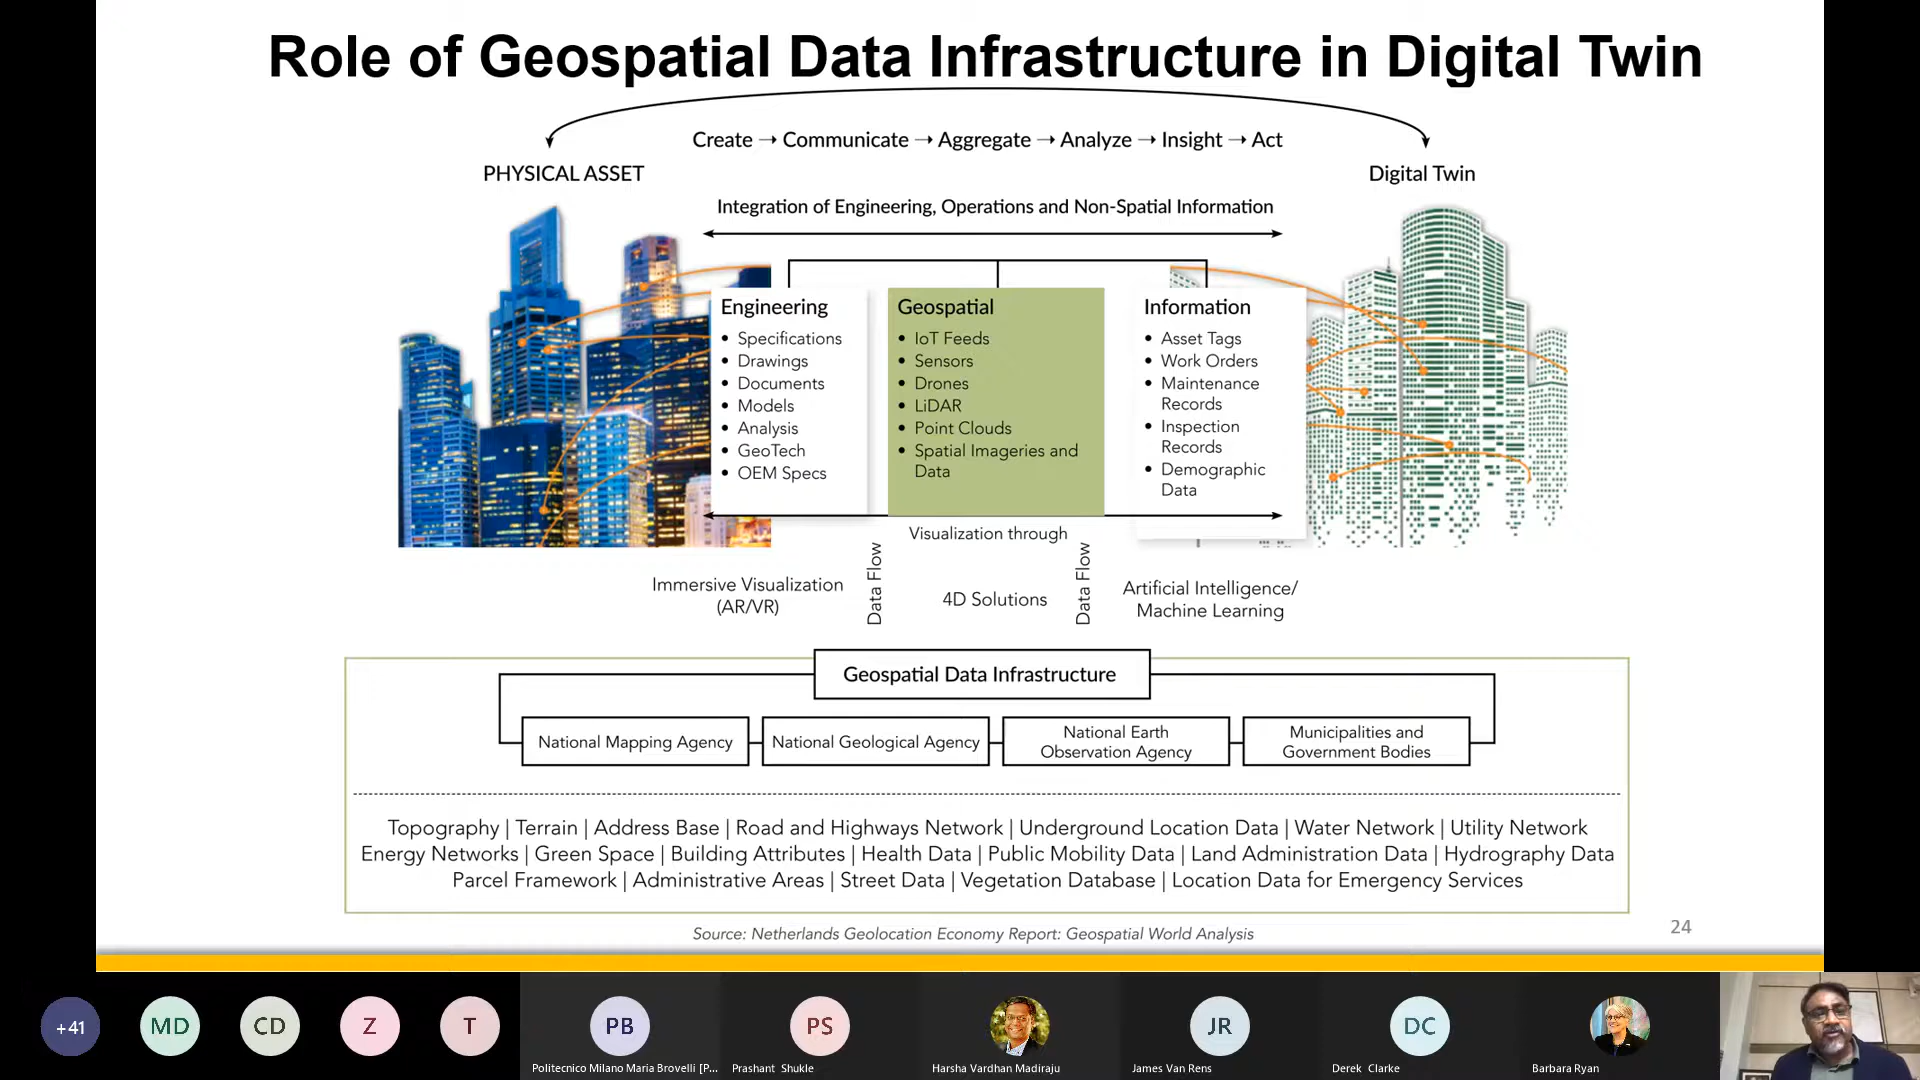 Role of Geospatial Data Infrastructure in Digital Twin
Create → Communicate → Aggregate → Analyze → Insight → Act
PHYSICAL ASSET
Digital Twin
Integration of Engineering, Operations and Non-Spatial Information
Engineering
• Specifications
• Drawings
• Documents
• Models
• Analysis
• GeoTech
• OEM Specs
Geospatial
• IoT Feeds
• Sensors
• Drones
• LiDAR
• Point Clouds
• Spatial Imageries and
Data
Information
• Asset Tags
• Work Orders
• Maintenance
Records
• Inspection
Records
• Demographic
Data
Visualization through
Immersive Visualization
(AR/VR)
Data Flow
4D Solutions
Data Flow
Artificial Intelligence/
Machine Learning
Geospatial Data Infrastructure
National Mapping Agency
National Geological Agency
National Earth
Observation Agency
Municipalities and
Government Bodies
Topography | Terrain | Address Base | Road and Highways Network | Underground Location Data | Water Network | Utility Network
Energy Networks | Green Space | Building Attributes | Health Data | Public Mobility Data | Land Administration Data | Hydrography Data
Parcel Framework | Administrative Areas | Street Data | Vegetation Database | Location Data for Emergency Services
Source: Netherlands Geolocation Economy Report: Geospatial World Analysis
24
+41
MD
CD
Z
T
PB
PS
JR
DC
Politecnico Milano Maria Brovelli [P...
Prashant Shukle
Harsha Vardhan Madiraju
James Van Rens
Derek Clarke
Barbara Ryan